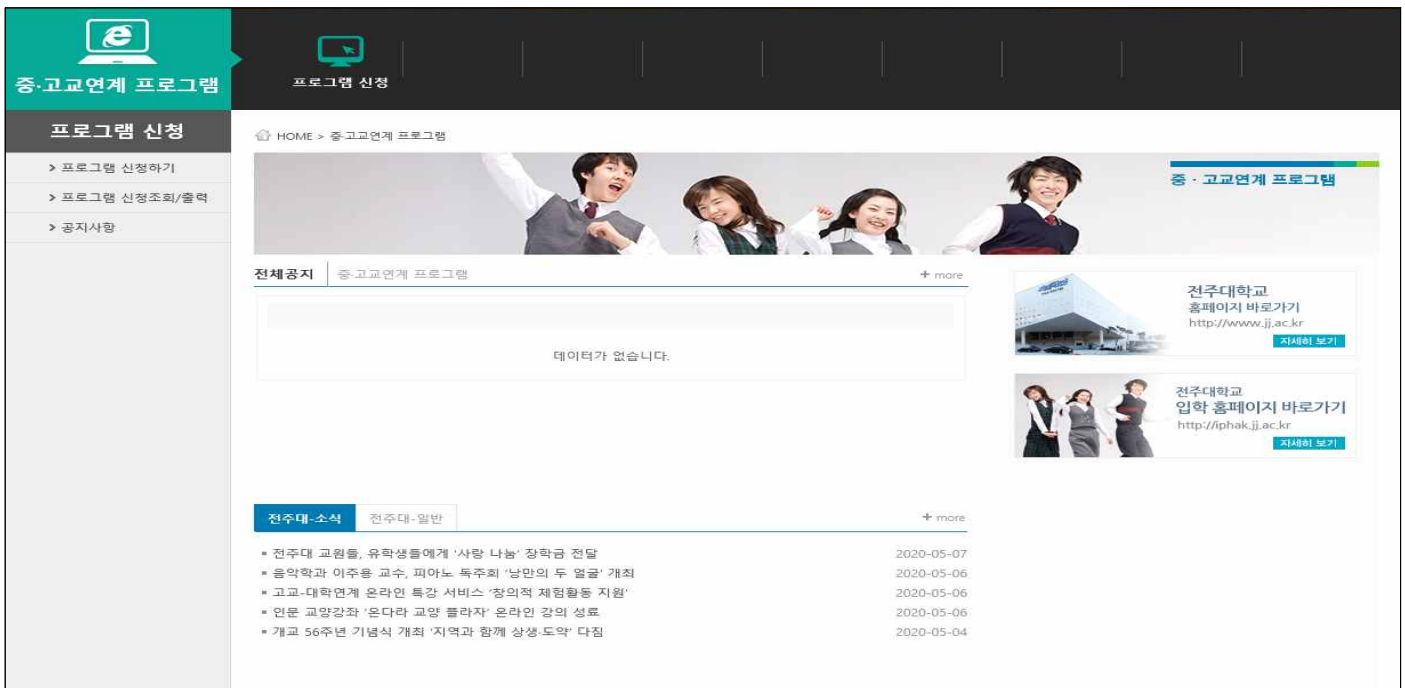 중·고교연계 프로그램
프로그램 신청
프로그램 신청
> 프로그램 신청하기
> 프로그램 신청조회/출력
> 공지사항
HOME > 중·고교연계 프로그램
중 · 고교연계 프로그램
전체공지 중·고교연계 프로그램 + more
데이터가 없습니다.
전주대학교
홈페이지 바로가기
http://www.jj.ac.kr
자세히 보기
전주대학교
입학 홈페이지 바로가기
http://iphak.jj.ac.kr
자세히 보기
전주대-소식 전주대-일반 + more
전주대 교원들, 유학생들에게 '사랑 나눔' 장학금 전달 2020-05-07
음악학과 이주용 교수, 피아노 독주회 '낭만의 두 얼굴' 개최 2020-05-06
고교-대학연계 온라인 특강 서비스 '창의적 체험활동 지원' 2020-05-06
인문 교양강좌 '온다라 교양 플라자' 온라인 강의 성료 2020-05-06
개교 56주년 기념식 개최 '지역과 함께 상생·도약' 다짐 2020-05-04